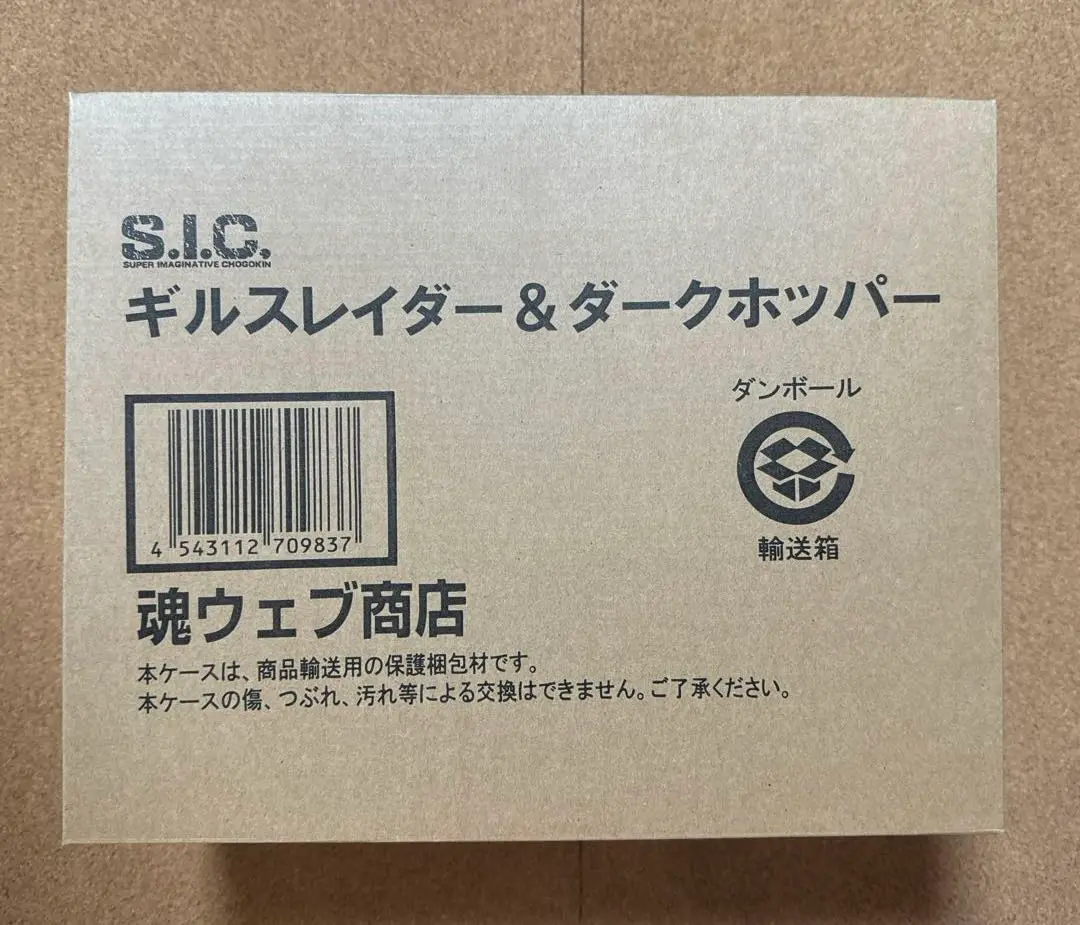 S.I.C.
SUPER IMAGINATIVE CHOGOKIN
ギルスレイダー&ダークホッパー
ダンボール
輸送箱
4 543112 709837
魂ウェブ商店
本ケースは、商品輸送用の保護梱包材です。
本ケースの傷、つぶれ、汚れ等による交換はできません。ご了承ください。